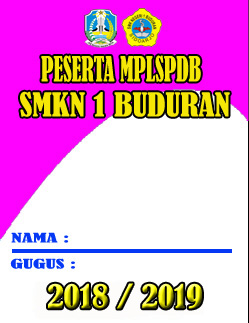 PESERTA MPLSPDB
SMKN 1 BUDURAN
NAMA :
GUGUS :
2018 / 2019